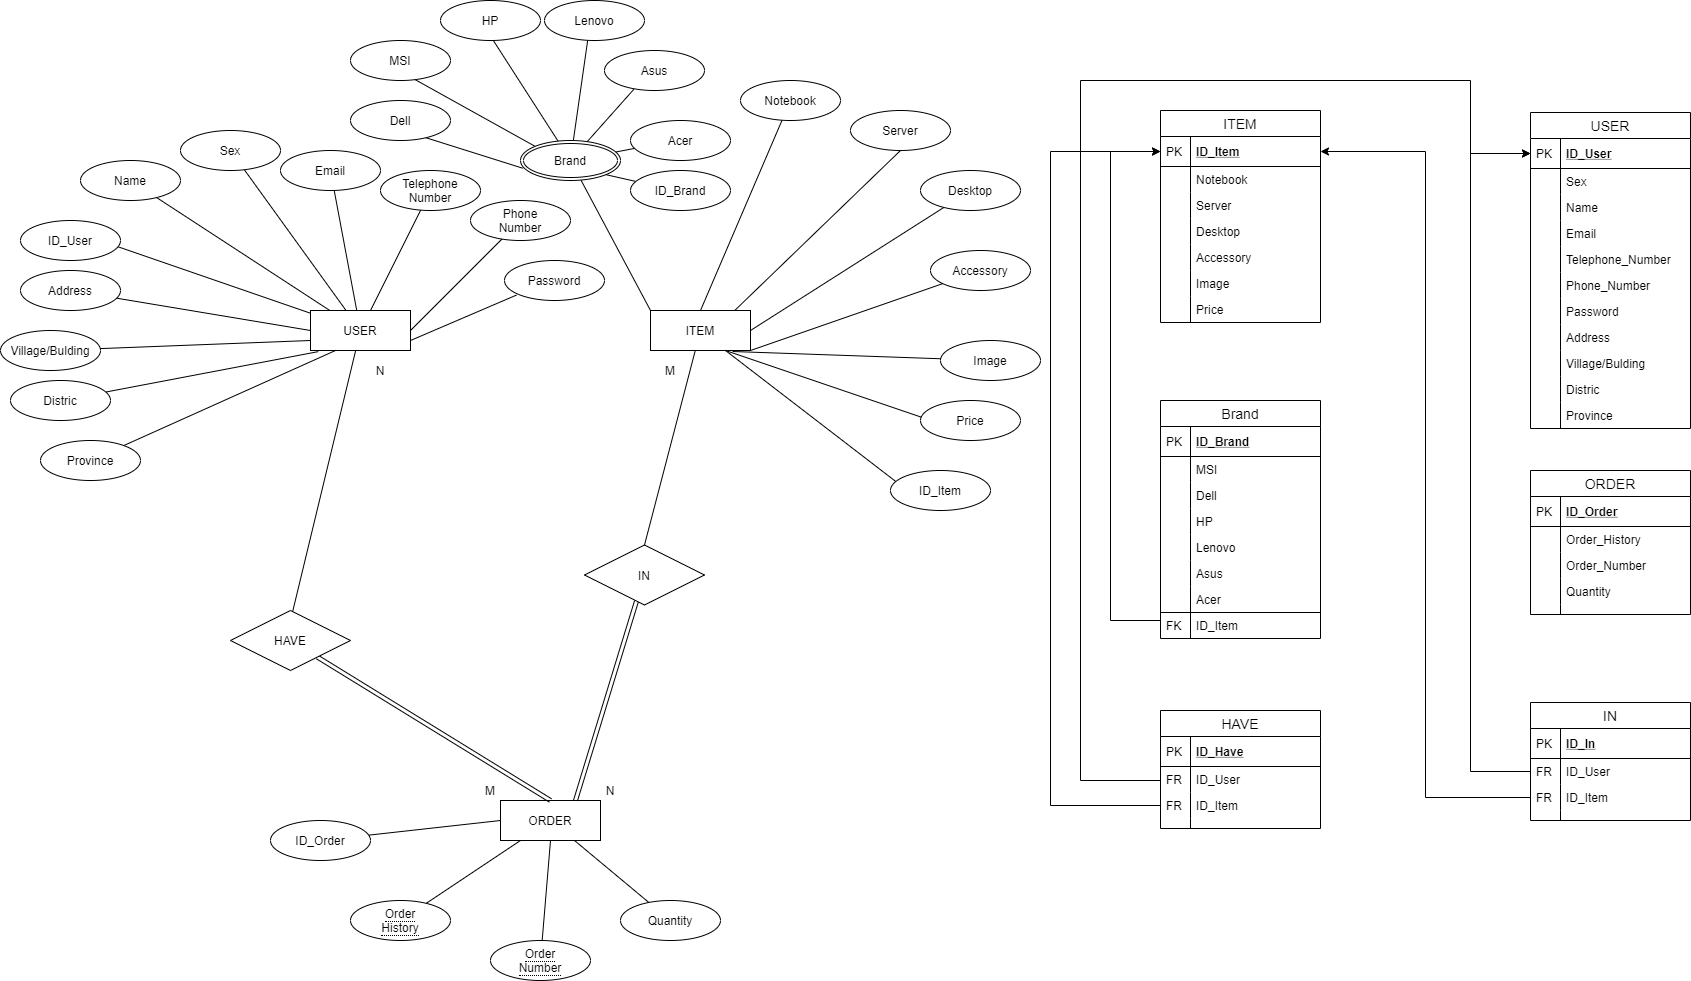 HP
Lenovo
MSI
Asus
Dell
Acer
Brand
ID_Brand
Notebook
Server
Desktop
Accessory
Image
Price
ID_Item
ITEM
M
Sex
Email
Name
Telephone
Number
Phone
Number
Password
ID_User
Address
Village/Bulding
Distric
Province
USER
N
HAVE
IN
M
N
ORDER
ID_Order
Order
History
Order
Number
Quantity
ITEM
PK ID_Item
Notebook
Server
Desktop
Accessory
Image
Price
USER
PK ID_User
Sex
Name
Email
Telephone_Number
Phone_Number
Password
Address
Village/Bulding
Distric
Province
Brand
PK ID_Brand
MSI
Dell
HP
Lenovo
Asus
Acer
FK ID_Item
ORDER
PK ID_Order
Order_History
Order_Number
Quantity
HAVE
PK ID_Have
FR ID_User
FR ID_Item
IN
PK ID_In
FR ID_User
FR ID_Item